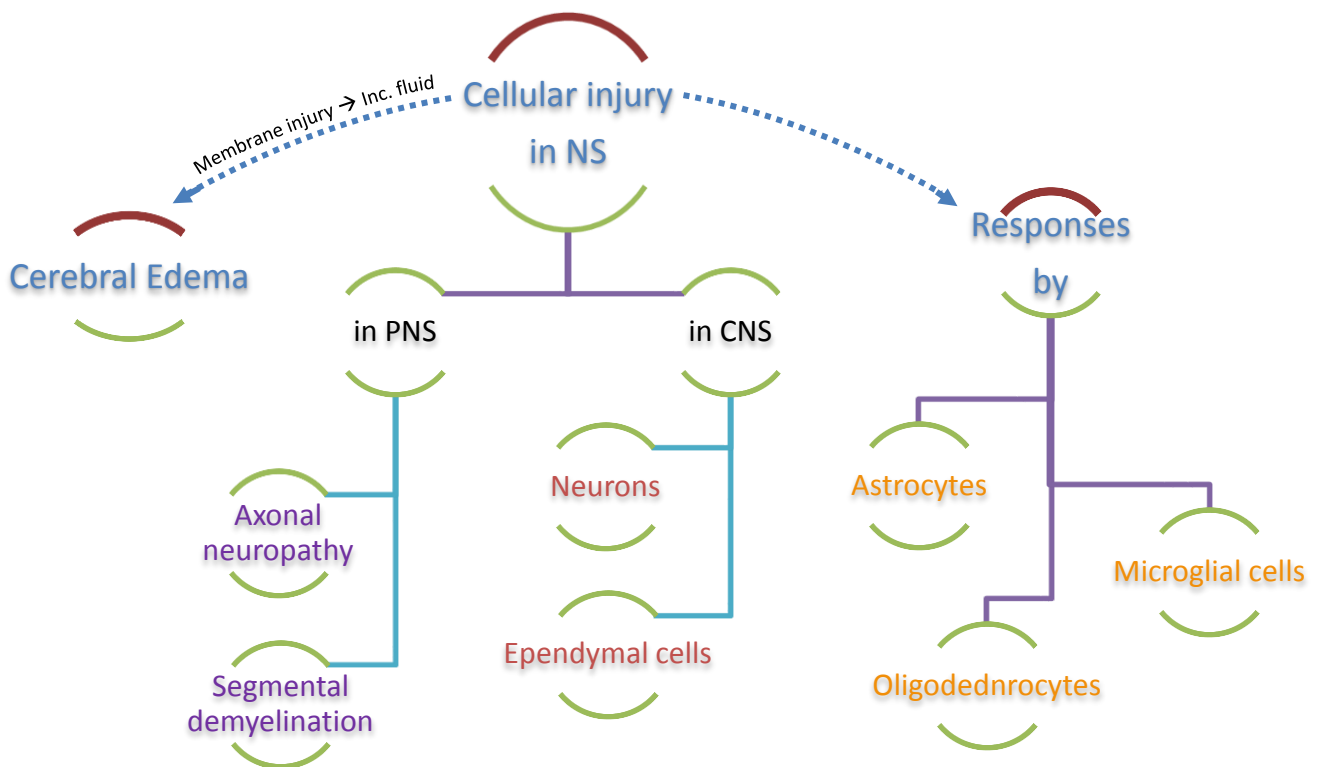 Cellular injury
in NS
Membrane injury → Inc. fluid
Cerebral Edema
Responses
by
in PNS
in CNS
Axonal
neuropathy
Segmental
demyelination
Neurons
Ependymal cells
Astrocytes
Microglial cells
Oligodednrocytes